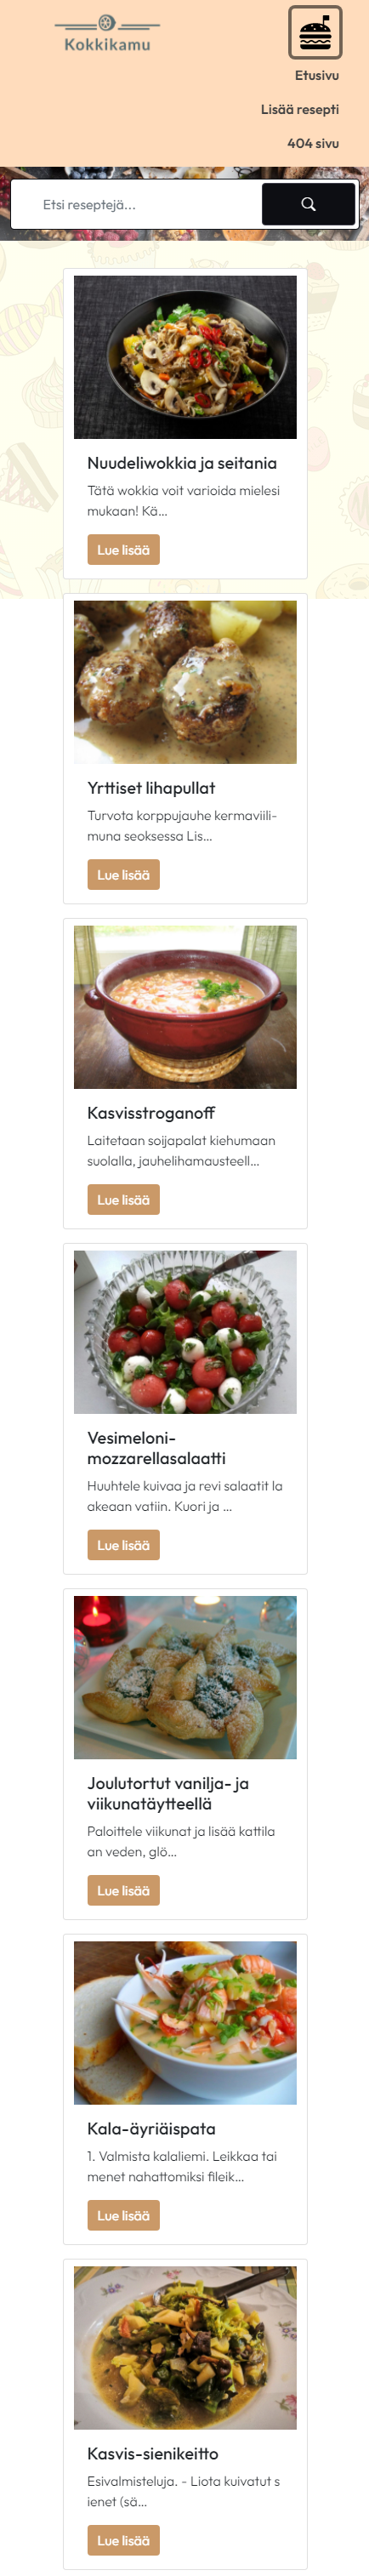 Kokkikamu
Etusivu
Lisää resepti
404 sivu
Etsi reseptejä...
Nuudeliwokkia ja seitania
Tätä wokkia voit varioida mielesi
mukaan! Kä...
Lue lisää
Yrttiset lihapullat
Turvota korppujauhe kermaviili-
muna seoksessa Lis...
Lue lisää
Kasvisstroganoff
Laitetaan soijapalat kiehumaan
suolalla, jauhelihamausteell...
Lue lisää
Vesimeloni-
mozzarellasalaatti
Huuhtele kuivaa ja revi salaatit la
akeaan vatiin. Kuori ja ...
Lue lisää
Joulutortut vanilja- ja
viikunatäytteellä
Paloittele viikunat ja lisää kattila
an veden, glö...
Lue lisää
Kala-äyriäispata
1. Valmista kalaliemi. Leikkaa tai
menet nahattomiksi fileik...
Lue lisää
Kasvis-sienikeitto
Esivalmisteluja. - Liota kuivatut s
ienet (sä...
Lue lisää